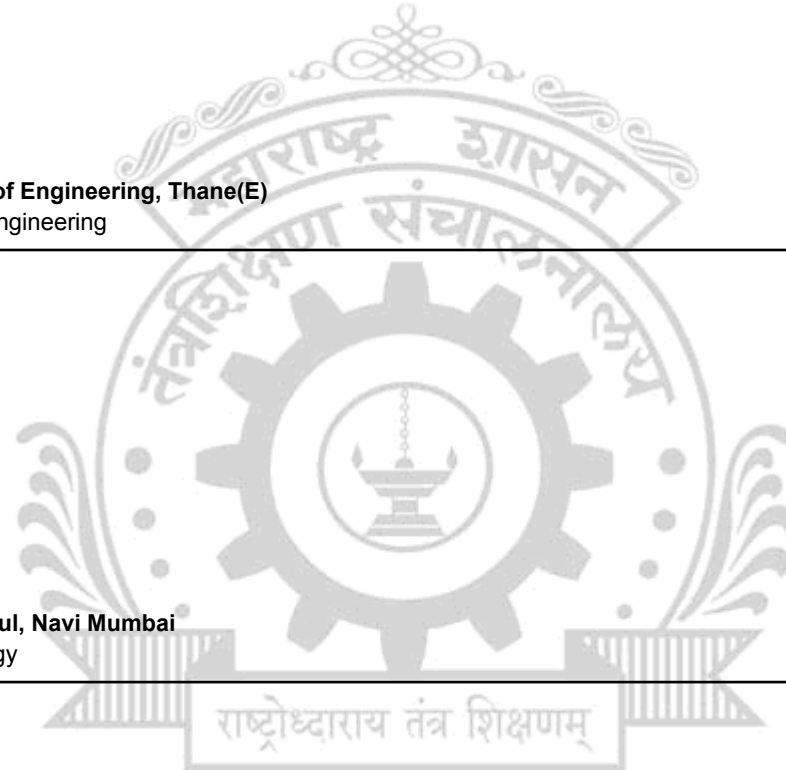 महाराष्ट्र शासन
of Engineering, Thane(E)
ngineering
तंत्रशिक्षण संचालनालय
ul, Navi Mumbai
gy
राष्ट्रोध्दाराय तंत्र शिक्षणम्